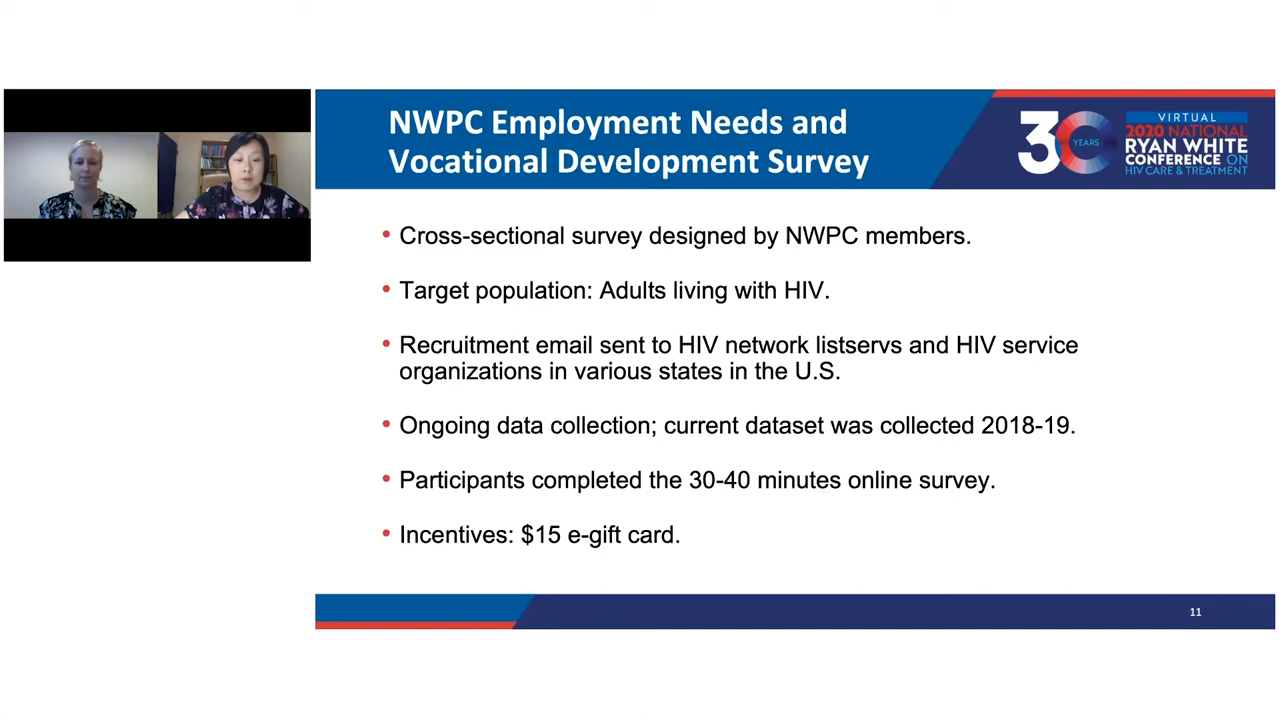 NWPC Employment Needs and
Vocational Development Survey
30
YEARS
VIRTUAL
2020 NATIONAL
RYAN WHITE
CONFERENCE ON
HIV CARE & TREATMENT
• Cross-sectional survey designed by NWPC members.
• Target population: Adults living with HIV.
• Recruitment email sent to HIV network listservs and HIV service
organizations in various states in the U.S.
• Ongoing data collection; current dataset was collected 2018-19.
• Participants completed the 30-40 minutes online survey.
• Incentives: $15 e-gift card.
11